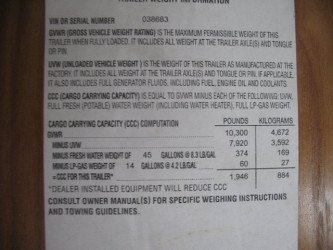 TRAILER WEIGHT INFORMATION
VIN OR SERIAL NUMBER 038683
GVWR (GROSS VEHICLE WEIGHT RATING) IS THE MAXIMUM PERMISSIBLE WEIGHT OF THIS
TRAILER WHEN FULLY LOADED. IT INCLUDES ALL WEIGHT AT THE TRAILER AXLE(S) AND TONGUE
OR PIN.
UVW (UNLOADED VEHICLE WEIGHT) IS THE WEIGHT OF THIS TRAILER AS MANUFACTURED AT THE
FACTORY. IT INCLUDES ALL WEIGHT AT THE TRAILER AXLE(S) AND TONGUE OR PIN. IF APPLICABLE,
IT ALSO INCLUDES FULL GENERATOR FLUIDS, INCLUDING FUEL, ENGINE OIL AND COOLANTS.
CCC (CARGO CARRYING CAPACITY) IS EQUAL TO GVWR MINUS EACH OF THE FOLLOWING: UVW,
FULL FRESH (POTABLE) WATER WEIGHT (INCLUDING WATER HEATER), FULL LP-GAS WEIGHT.
CARGO CARRYING CAPACITY (CCC) COMPUTATION POUNDS KILOGRAMS
GVWR 10,300 4,672
MINUS UVW 7,920 3,592
MINUS FRESH WATER WEIGHT OF 45 GALLONS @ 8.3 LB/GAL 374 169
MINUS LP-GAS WEIGHT OF 14 GALLONS @ 4.2 LB/GAL 60 27
= CCC FOR THIS TRAILER* 1,946 884
*DEALER INSTALLED EQUIPMENT WILL REDUCE CCC
CONSULT OWNER MANUAL(S) FOR SPECIFIC WEIGHING INSTRUCTIONS
AND TOWING GUIDELINES.